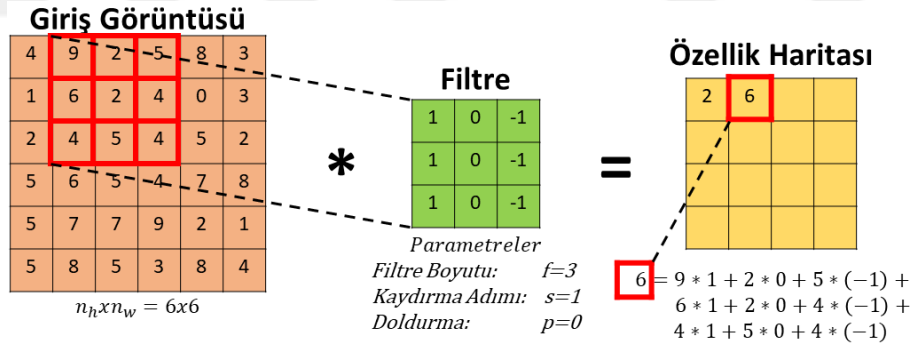 Giriş Görüntüsü
4 9 2 5 8 3
1 6 2 4 0 3
2 4 5 4 5 2
5 6 5 4 7 8
5 7 7 9 2 1
5 8 5 3 8 4
n_h x n_w = 6x6
*
Filtre
1 0 -1
1 0 -1
1 0 -1
Parametreler
Filtre Boyutu: f=3
Kaydırma Adımı: s=1
Doldurma: p=0
=
Özellik Haritası
2 6
6 = 9 * 1 + 2 * 0 + 5 * (−1) +
6 * 1 + 2 * 0 + 4 * (−1) +
4 * 1 + 5 * 0 + 4 * (−1)